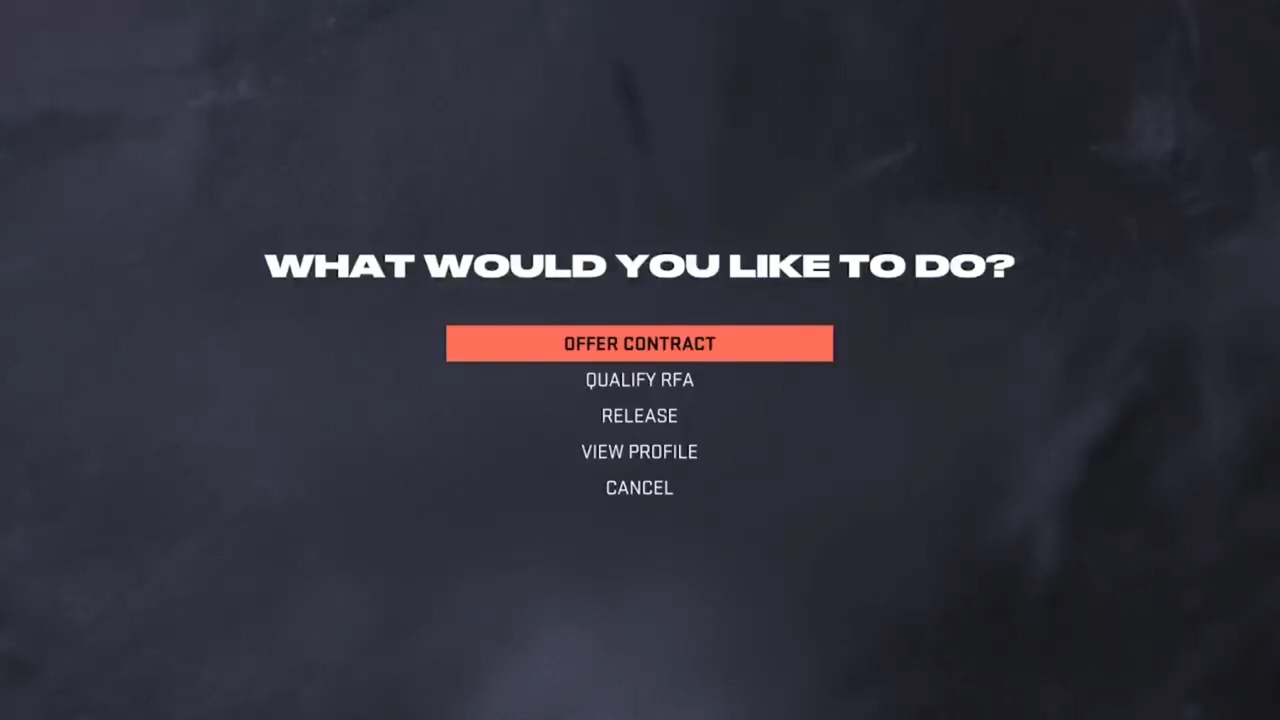 WHAT WOULD YOU LIKE TO DO?
OFFER CONTRACT
QUALIFY RFA
RELEASE
VIEW PROFILE
CANCEL